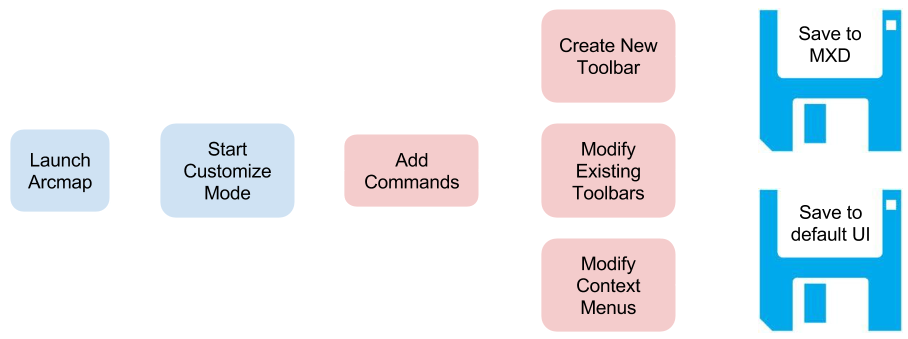 Launch
Arcmap
Start
Customize
Mode
Add
Commands
Create New
Toolbar
Modify
Existing
Toolbars
Modify
Context
Menus
Save to
MXD
Save to
default UI